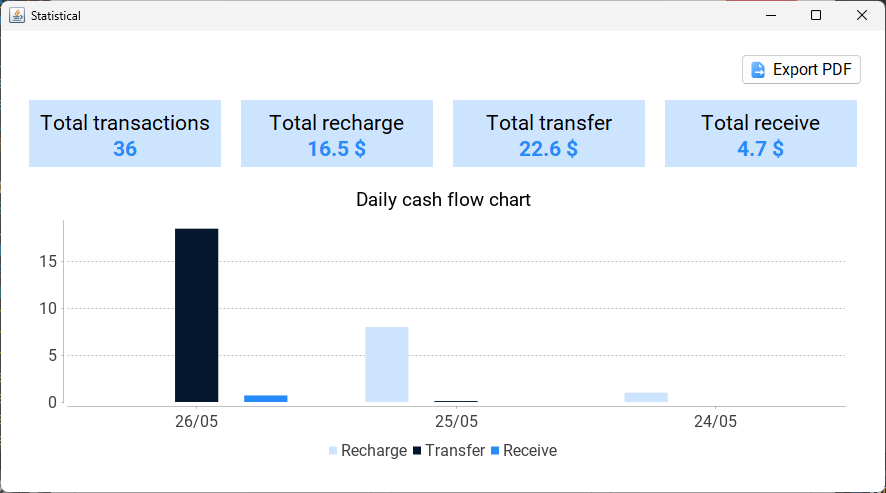 Statistical
Export PDF
Total transactions
36
Total recharge
16.5 $
Total transfer
22.6 $
Total receive
4.7 $
Daily cash flow chart
15
10
5
0
26/05 25/05 24/05
Recharge Transfer Receive